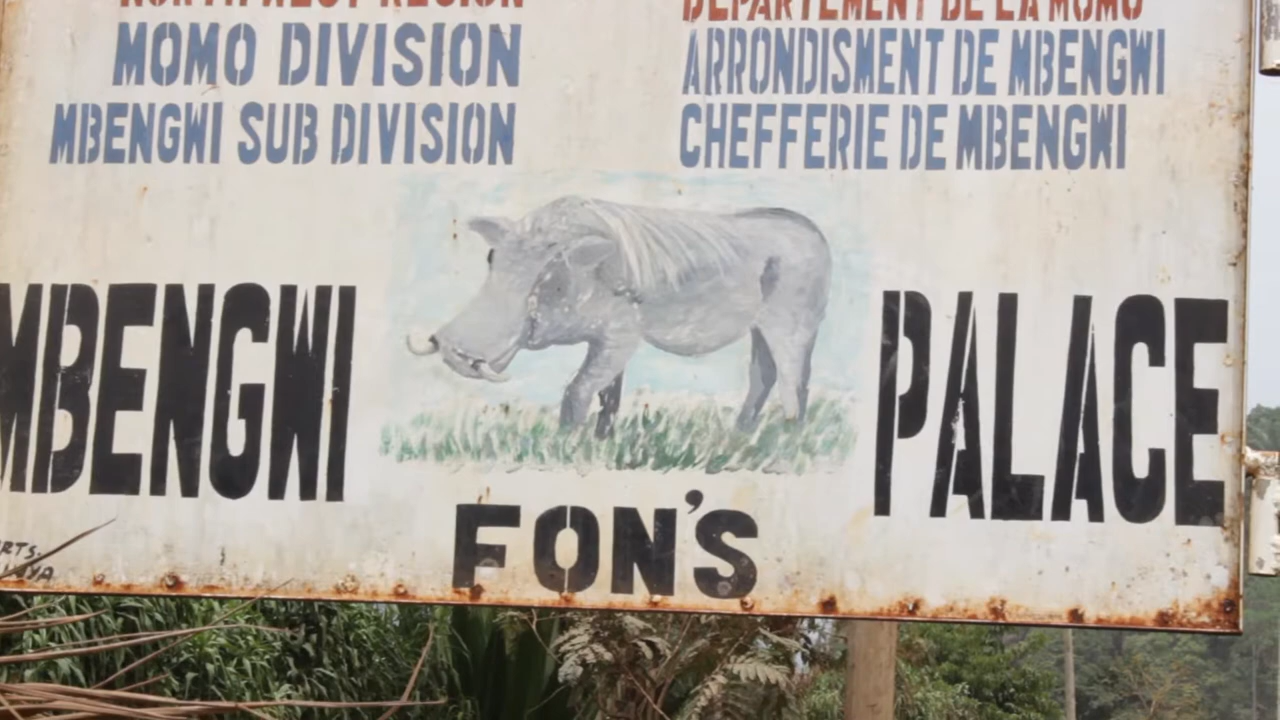 NORTH WEST REGION
MOMO DIVISION
MBENGWI SUB DIVISION
DEPARTEMENT DE LA MOMO
ARRONDISMENT DE MBENGWI
CHEFFERIE DE MBENGWI
MBENGWI
PALACE
FON'S